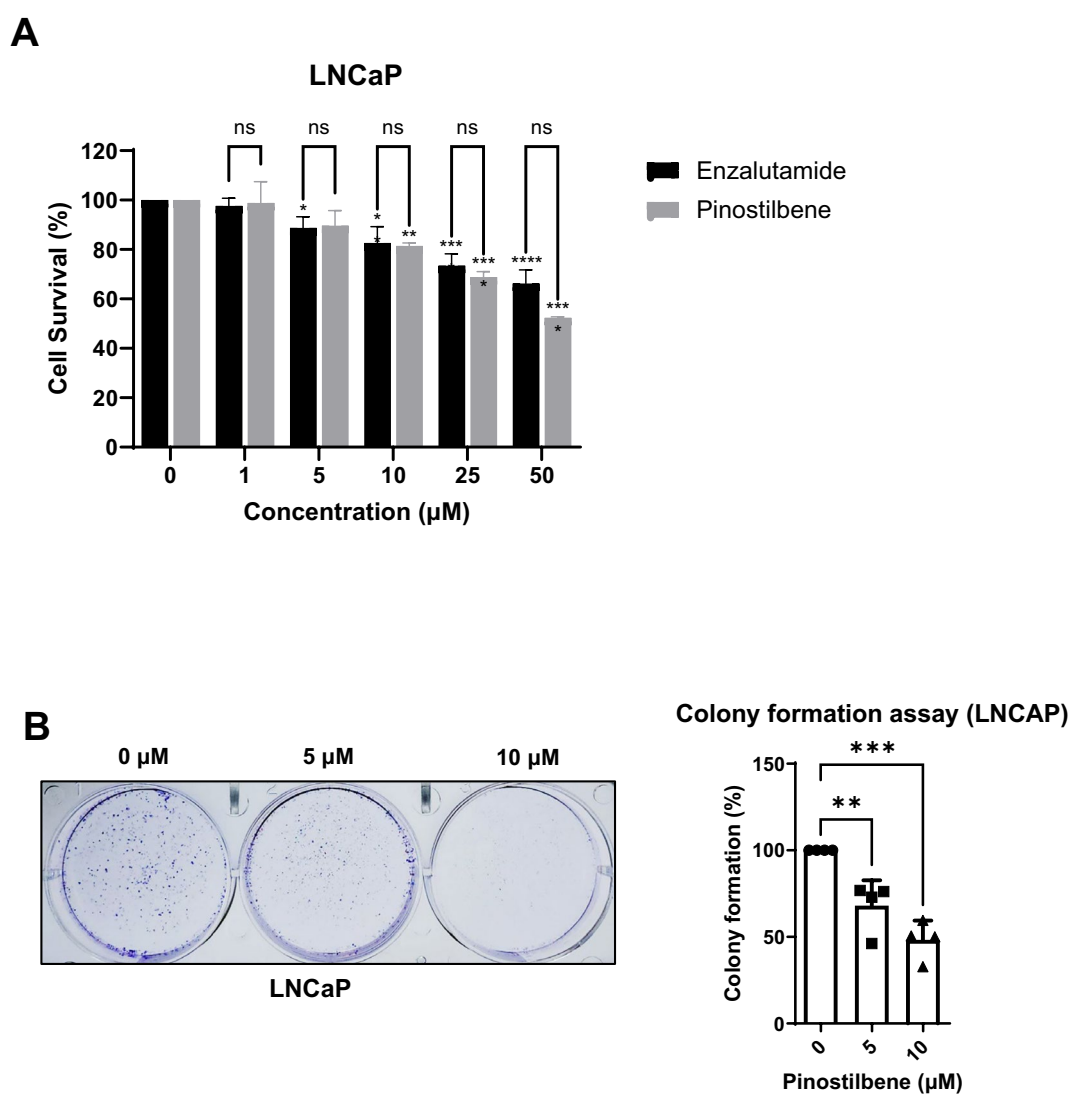 A
LNCaP
ns ns ns ns ns
Enzalutamide
Pinostilbene
120
100
80
60
40
20
0
Cell Survival (%)
*
*
*
**
***
***
*
****
***
*
0 1 5 10 25 50
Concentration (µM)
B
0 µM 5 µM 10 µM
LNCaP
Colony formation assay (LNCAP)
***
**
150
100
50
0
Colony formation (%)
0 5 10
Pinostilbene (µM)